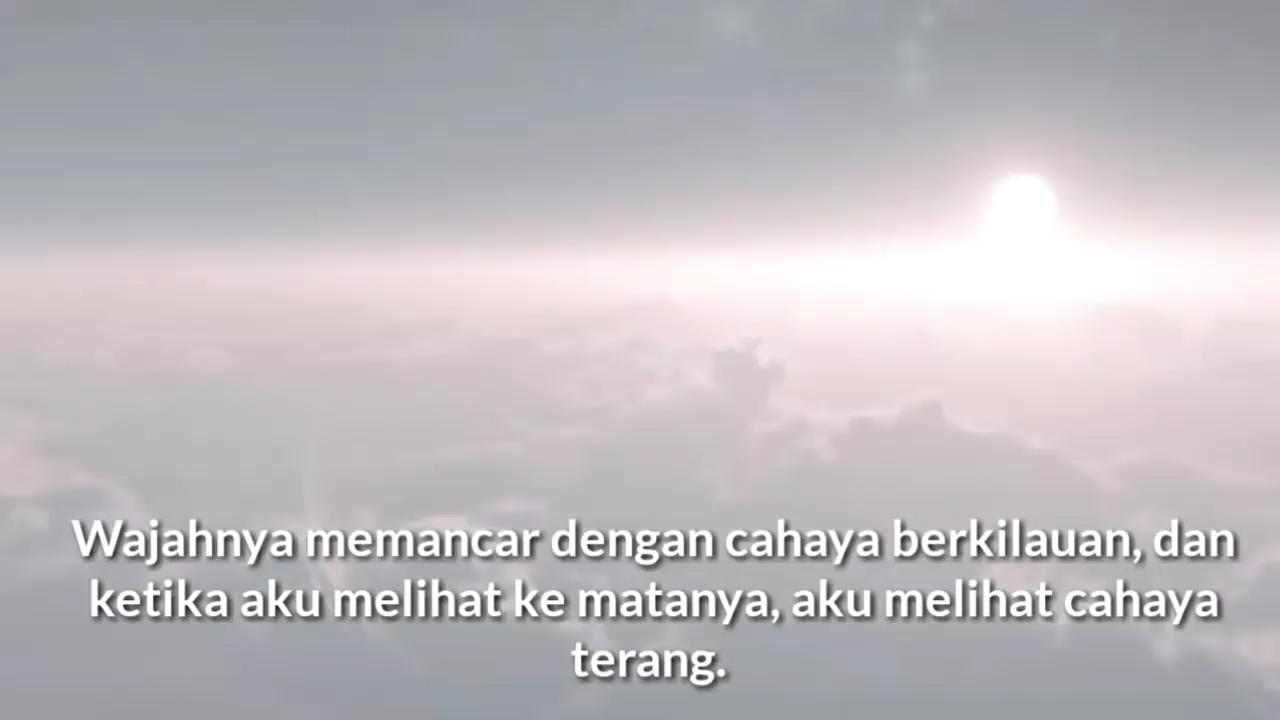 Wajahnya memancar dengan cahaya berkilauan, dan
ketika aku melihat ke matanya, aku melihat cahaya
terang.